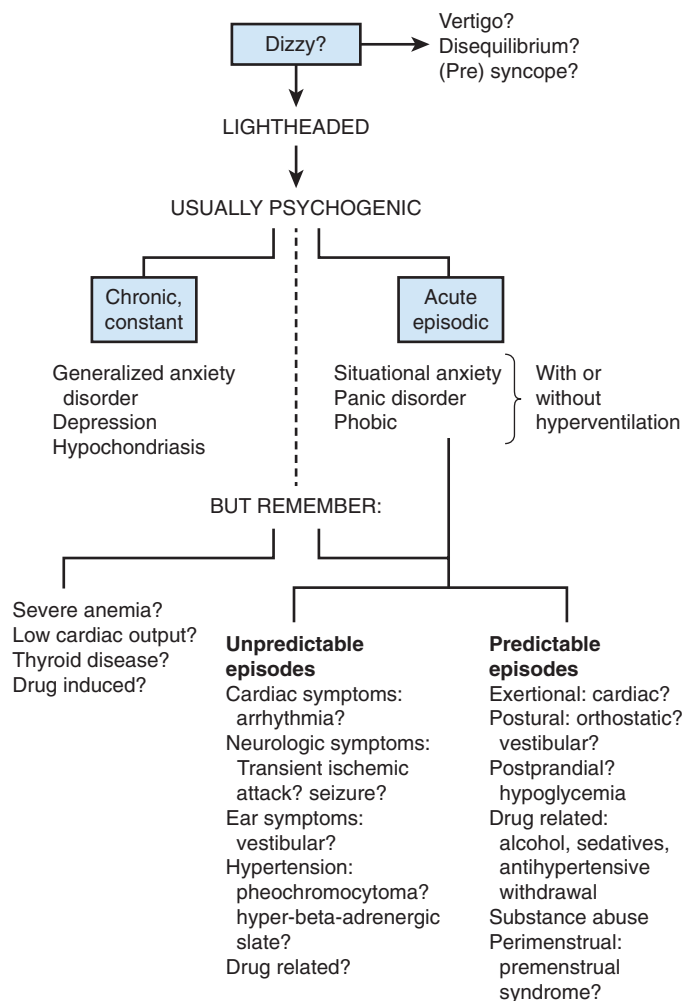 Dizzy?
Vertigo?
Disequilibrium?
(Pre) syncope?
LIGHTHEADED
USUALLY PSYCHOGENIC
Chronic,
constant
Acute
episodic
Generalized anxiety
disorder
Depression
Hypochondriasis
Situational anxiety
Panic disorder
Phobic
With or
without
hyperventilation
BUT REMEMBER:
Severe anemia?
Low cardiac output?
Thyroid disease?
Drug induced?
Unpredictable
episodes
Cardiac symptoms:
arrhythmia?
Neurologic symptoms:
Transient ischemic
attack? seizure?
Ear symptoms:
vestibular?
Hypertension:
pheochromocytoma?
hyper-beta-adrenergic
slate?
Drug related?
Predictable
episodes
Exertional: cardiac?
Postural: orthostatic?
vestibular?
Postprandial?
hypoglycemia
Drug related:
alcohol, sedatives,
antihypertensive
withdrawal
Substance abuse
Perimenstrual:
premenstrual
syndrome?